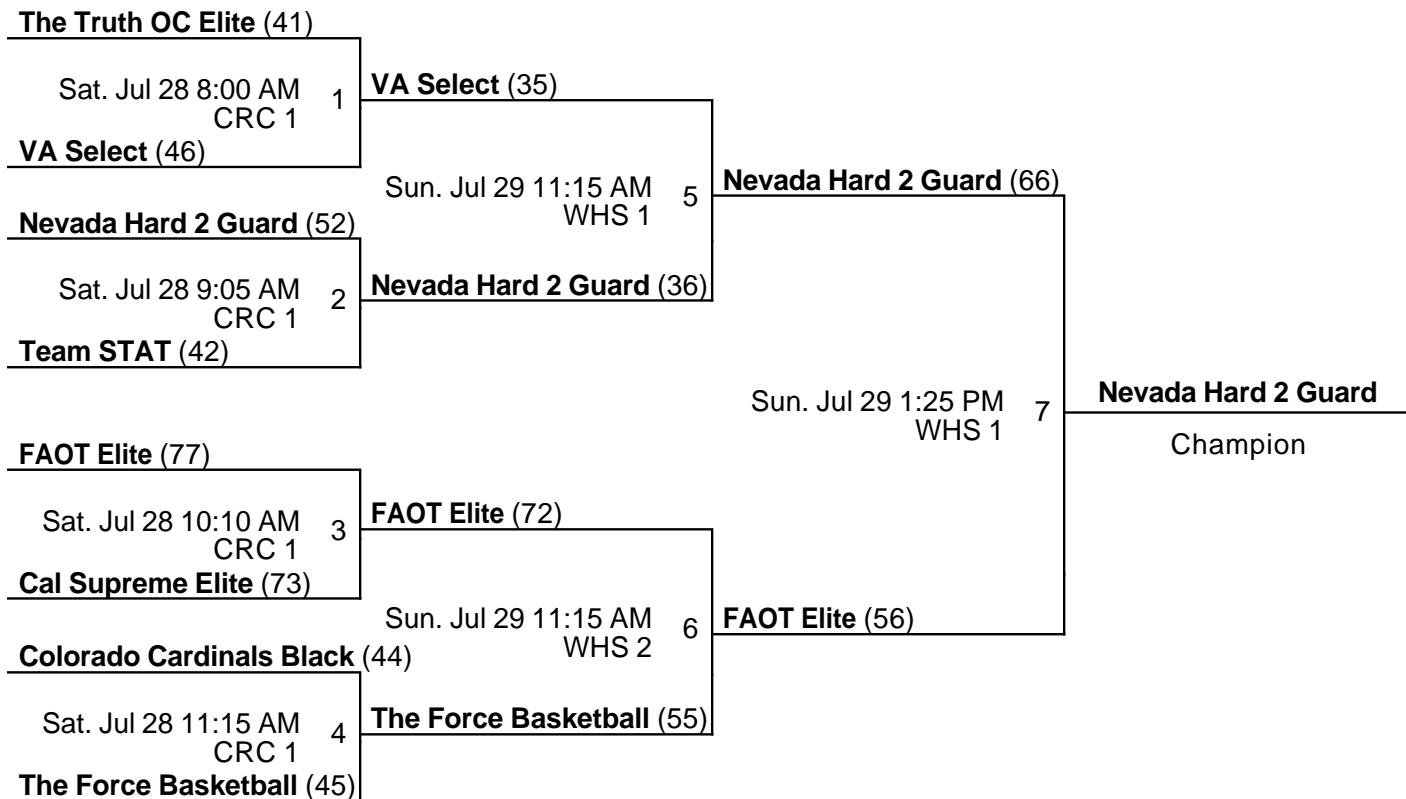 The Truth OC Elite (41)
Sat. Jul 28 8:00 AM
CRC 1
1
VA Select (46)
VA Select (35)
Nevada Hard 2 Guard (52)
Sat. Jul 28 9:05 AM
CRC 1
2
Team STAT (42)
Nevada Hard 2 Guard (36)
Sun. Jul 29 11:15 AM
WHS 1
5
Nevada Hard 2 Guard (66)
FAOT Elite (77)
Sat. Jul 28 10:10 AM
CRC 1
3
Cal Supreme Elite (73)
FAOT Elite (72)
Colorado Cardinals Black (44)
Sat. Jul 28 11:15 AM
CRC 1
4
The Force Basketball (45)
The Force Basketball (55)
Sun. Jul 29 11:15 AM
WHS 2
6
FAOT Elite (56)
Sun. Jul 29 1:25 PM
WHS 1
7
Nevada Hard 2 Guard
Champion